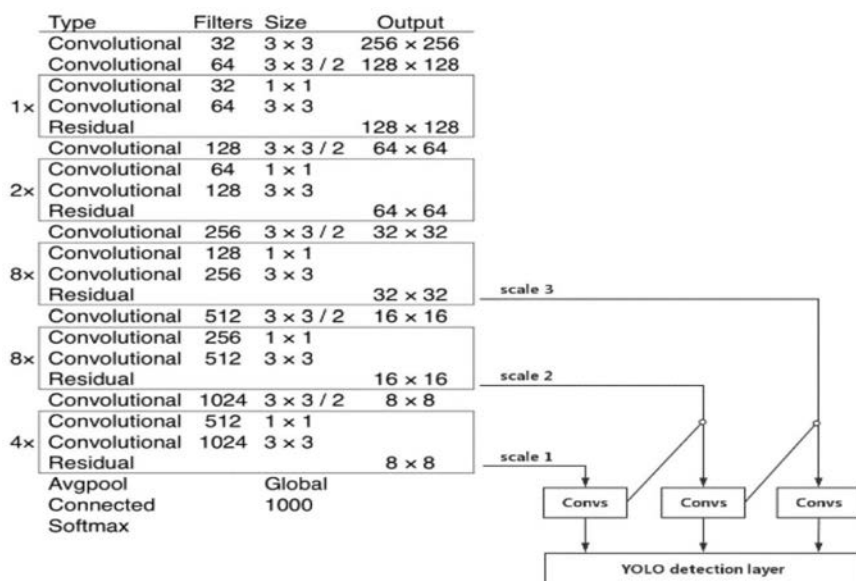 Type Filters Size Output
Convolutional 32 3 × 3 256 × 256
Convolutional 64 3 × 3 / 2 128 × 128
Convolutional 32 1 × 1
1× Convolutional 64 3 × 3
Residual 128 × 128
Convolutional 128 3 × 3 / 2 64 × 64
Convolutional 64 1 × 1
2× Convolutional 128 3 × 3
Residual 64 × 64
Convolutional 256 3 × 3 / 2 32 × 32
Convolutional 128 1 × 1
8× Convolutional 256 3 × 3
Residual 32 × 32
scale 3
Convolutional 512 3 × 3 / 2 16 × 16
Convolutional 256 1 × 1
8× Convolutional 512 3 × 3
Residual 16 × 16
scale 2
Convolutional 1024 3 × 3 / 2 8 × 8
Convolutional 512 1 × 1
4× Convolutional 1024 3 × 3
Residual 8 × 8
scale 1
Avgpool Global
Connected 1000
Softmax
Convs Convs Convs
YOLO detection layer